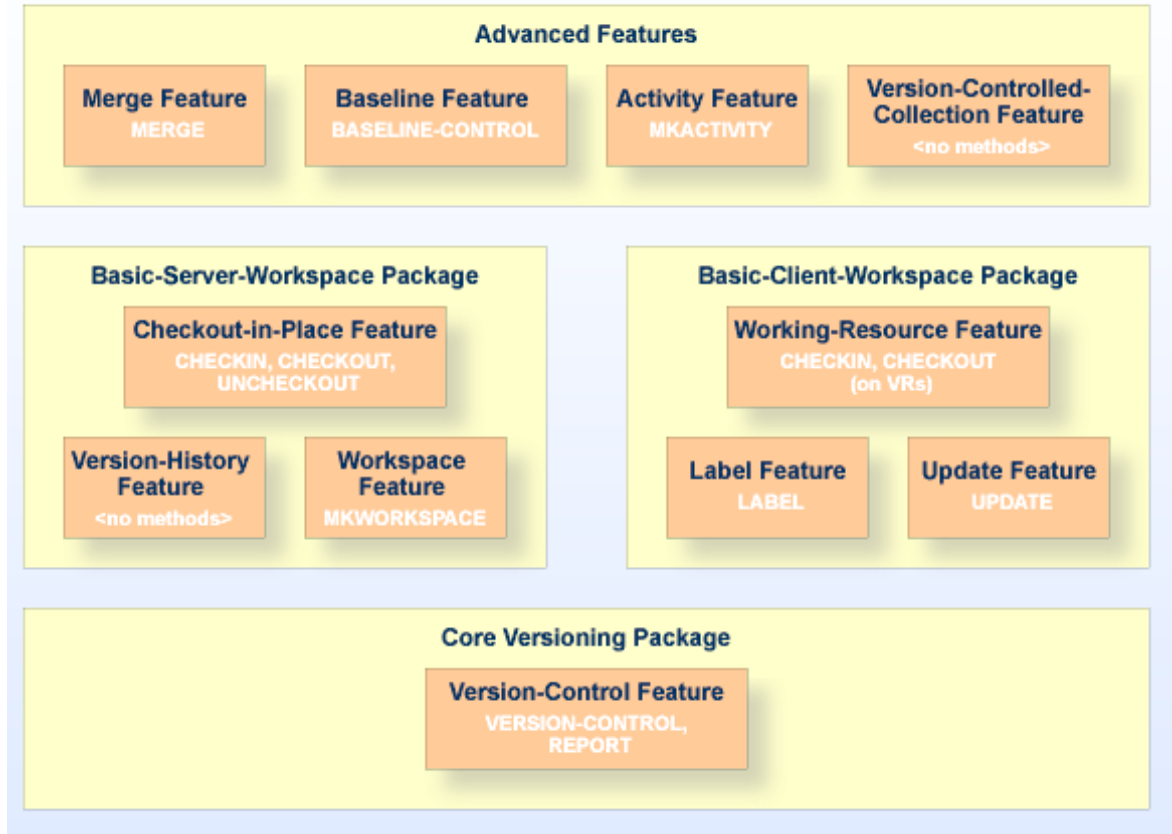 Advanced Features
Merge Feature
MERGE
Baseline Feature
BASELINE-CONTROL
Activity Feature
MKACTIVITY
Version-Controlled-
Collection Feature
<no methods>
Basic-Server-Workspace Package
Checkout-in-Place Feature
CHECKIN, CHECKOUT,
UNCHECKOUT
Version-History
Feature
<no methods>
Workspace
Feature
MKWORKSPACE
Basic-Client-Workspace Package
Working-Resource Feature
CHECKIN, CHECKOUT
(on VRs)
Label Feature
LABEL
Update Feature
UPDATE
Core Versioning Package
Version-Control Feature
VERSION-CONTROL,
REPORT